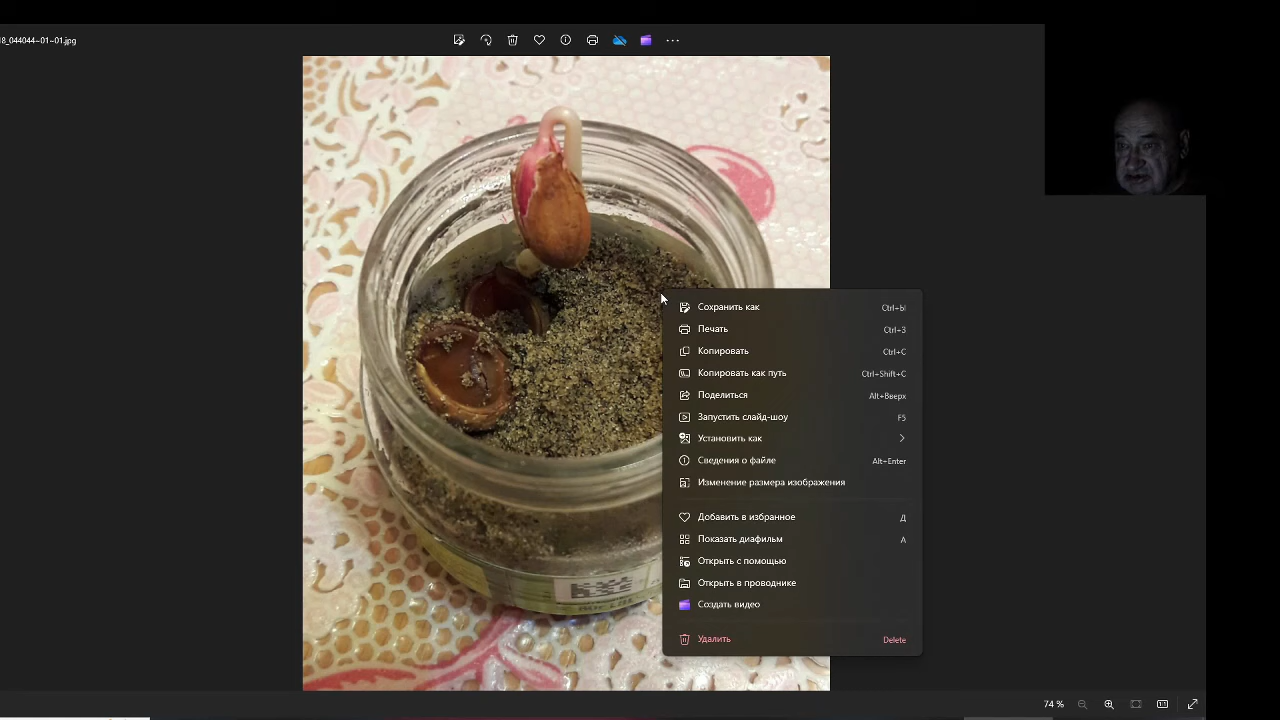 8_044044~01~01.jpg
Сохранить как Ctrl+Ы
Печать Ctrl+З
Копировать Ctrl+C
Копировать как путь Ctrl+Shift+C
Поделиться Alt+Вверх
Запустить слайд-шоу F5
Установить как
Сведения о файле Alt+Enter
Изменение размера изображения
Добавить в избранное Д
Показать диафильм А
Открыть с помощью
Открыть в проводнике
Создать видео
Удалить Delete
74 %